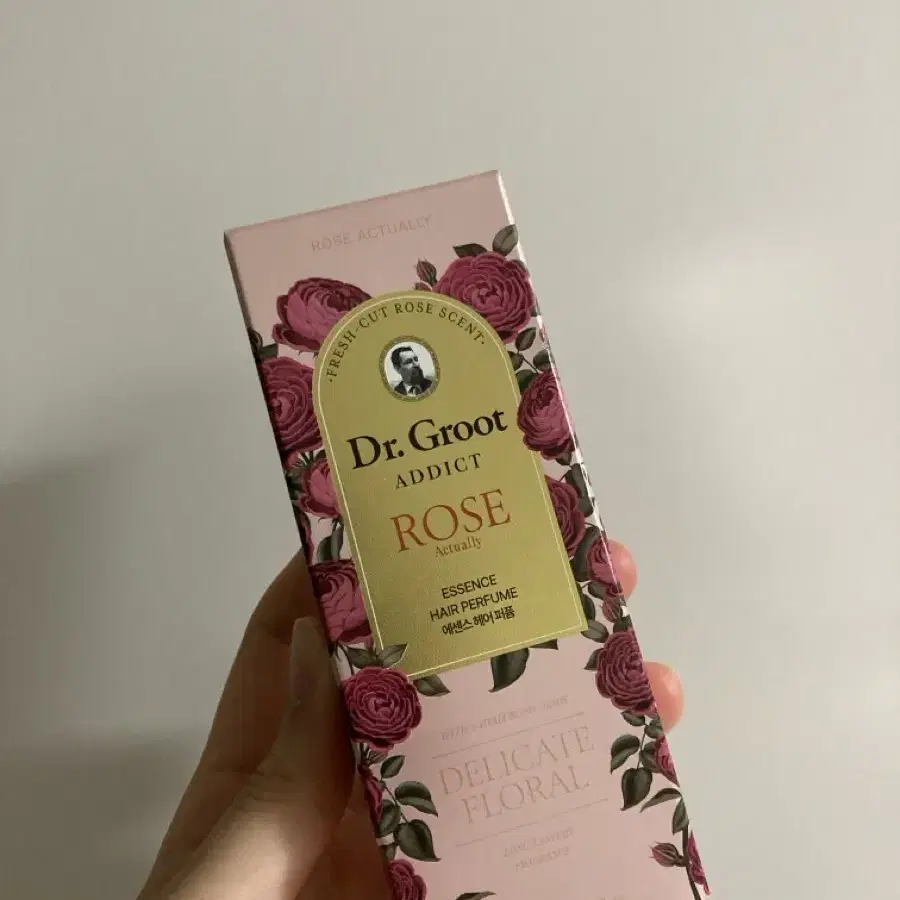 ROSE ACTUALLY
·FRESH-CUT ROSE SCENT·
Dr. Groot
ADDICT
ROSE
Actually
ESSENCE
HAIR PERFUME
에센스 헤어 퍼퓸
DELICATE
FLORAL
FRAGRANCE